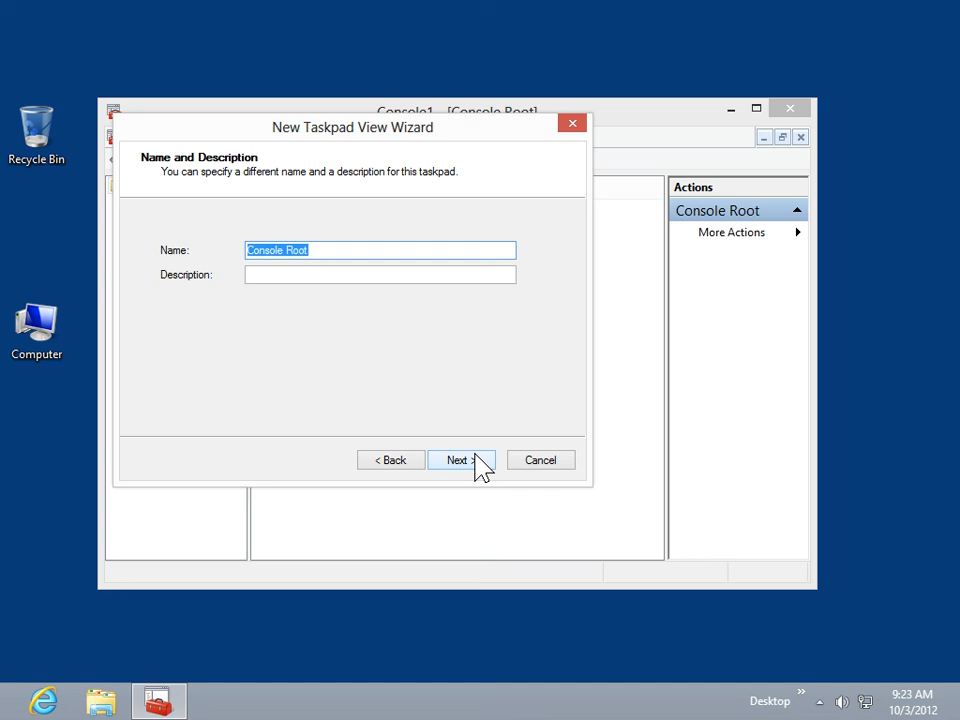 Recycle Bin
Computer
Console1 - [Console Root]
New Taskpad View Wizard
Name and Description
You can specify a different name and a description for this taskpad.
Name:
Console Root
Description:
< Back
Next >
Cancel
Actions
Console Root
More Actions
Desktop
9:23 AM
10/3/2012